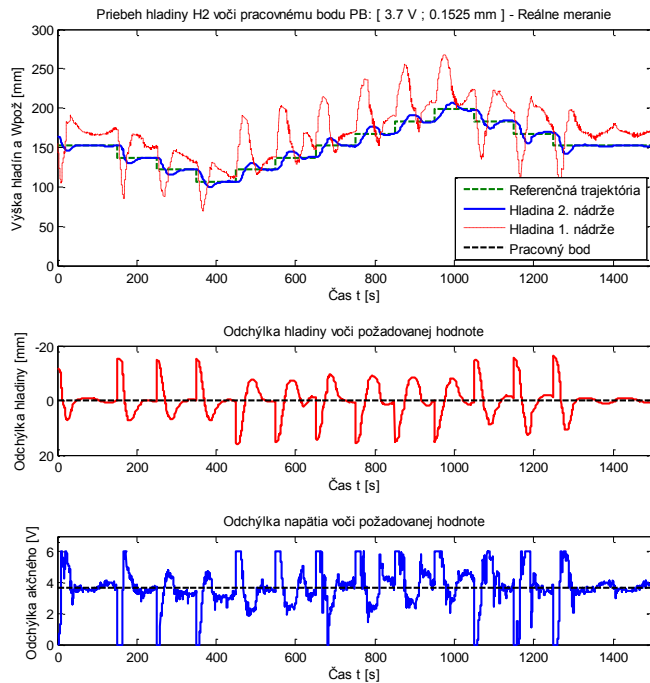 Priebeh hladiny H2 voči pracovnému bodu PB: [ 3.7 V ; 0.1525 mm ] - Reálne meranie
Výška hladín a Wpož [mm]
300
250
200
150
100
50
0
0 200 400 600 800 1000 1200 1400
Referenčná trajektória
Hladina 2. nádrže
Hladina 1. nádrže
Pracovný bod
Čas t [s]
Odchýlka hladiny voči požadovanej hodnote
Odchýlka hladiny [mm]
-20
0
20
0 200 400 600 800 1000 1200 1400
Čas t [s]
Odchýlka napätia voči požadovanej hodnote
Odchýlka akčného [V]
6
4
2
0
0 200 400 600 800 1000 1200 1400
Čas t [s]